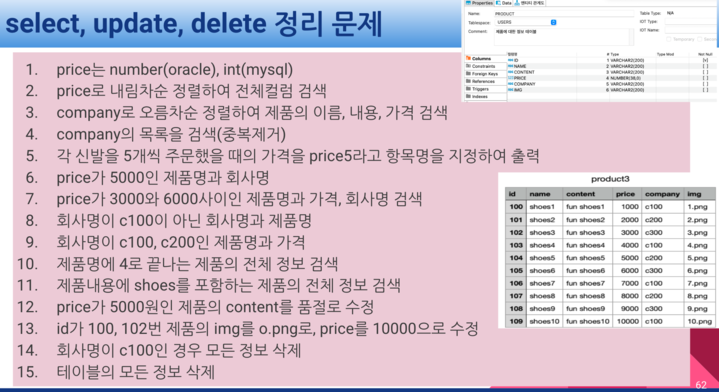 select, update, delete 정리 문제
1. price는 number(oracle), int(mysql)
2. price로 내림차순 정렬하여 전체컬럼 검색
3. company로 오름차순 정렬하여 제품의 이름, 내용, 가격 검색
4. company의 목록을 검색(중복제거)
5. 각 신발을 5개씩 주문했을 때의 가격을 price5라고 항목명을 지정하여 출력
6. price가 5000인 제품명과 회사명
7. price가 3000와 6000사이인 제품명과 가격, 회사명 검색
8. 회사명이 c100이 아닌 회사명과 제품명
9. 회사명이 c100, c200인 제품명과 가격
10. 제품명에 4로 끝나는 제품의 전체 정보 검색
11. 제품내용에 shoes를 포함하는 제품의 전체 정보 검색
12. price가 5000원인 제품의 content를 품절로 수정
13. id가 100, 102번 제품의 img를 o.png로, price를 10000으로 수정
14. 회사명이 c100인 경우 모든 정보 삭제
15. 테이블의 모든 정보 삭제
Properties Data 엔티티 관계도
Name: PRODUCT Table Type: N/A
Tablespace: USERS IOT Type:
Comment: 제품에 대한 정보 테이블 IOT Name:
Temporary
Columns # Type Type Mod Not Null
Constraints
Foreign Keys
References
Triggers
Indexes
ID 1 VARCHAR2(200) [v]
NAME 2 VARCHAR2(200) [ ]
CONTENT 3 VARCHAR2(200) [ ]
PRICE 4 NUMBER(38,0) [ ]
COMPANY 5 VARCHAR2(200) [ ]
IMG 6 VARCHAR2(200) [ ]
product3
id name content price company img
100 shoes1 fun shoes1 1000 c100 1.png
101 shoes2 fun shoes2 2000 c200 2.png
102 shoes3 fun shoes3 3000 c300 3.png
103 shoes4 fun shoes4 4000 c100 4.png
104 shoes5 fun shoes5 5000 c200 5.png
105 shoes6 fun shoes6 6000 c300 6.png
106 shoes7 fun shoes7 7000 c100 7.png
107 shoes8 fun shoes8 8000 c200 8.png
108 shoes9 fun shoes9 9000 c300 9.png
109 shoes10 fun shoes10 10000 c100 10.png
62